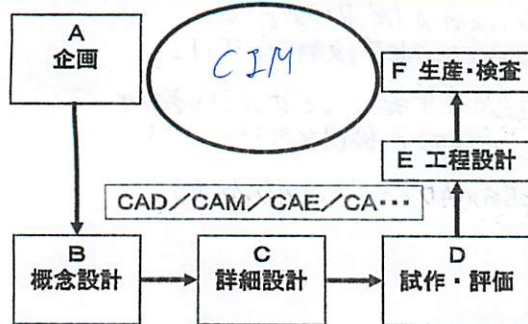 A
企画
CIM
F 生産・検査
E 工程設計
CAD/CAM/CAE/CA…
B
概念設計
C
詳細設計
D
試作・評価